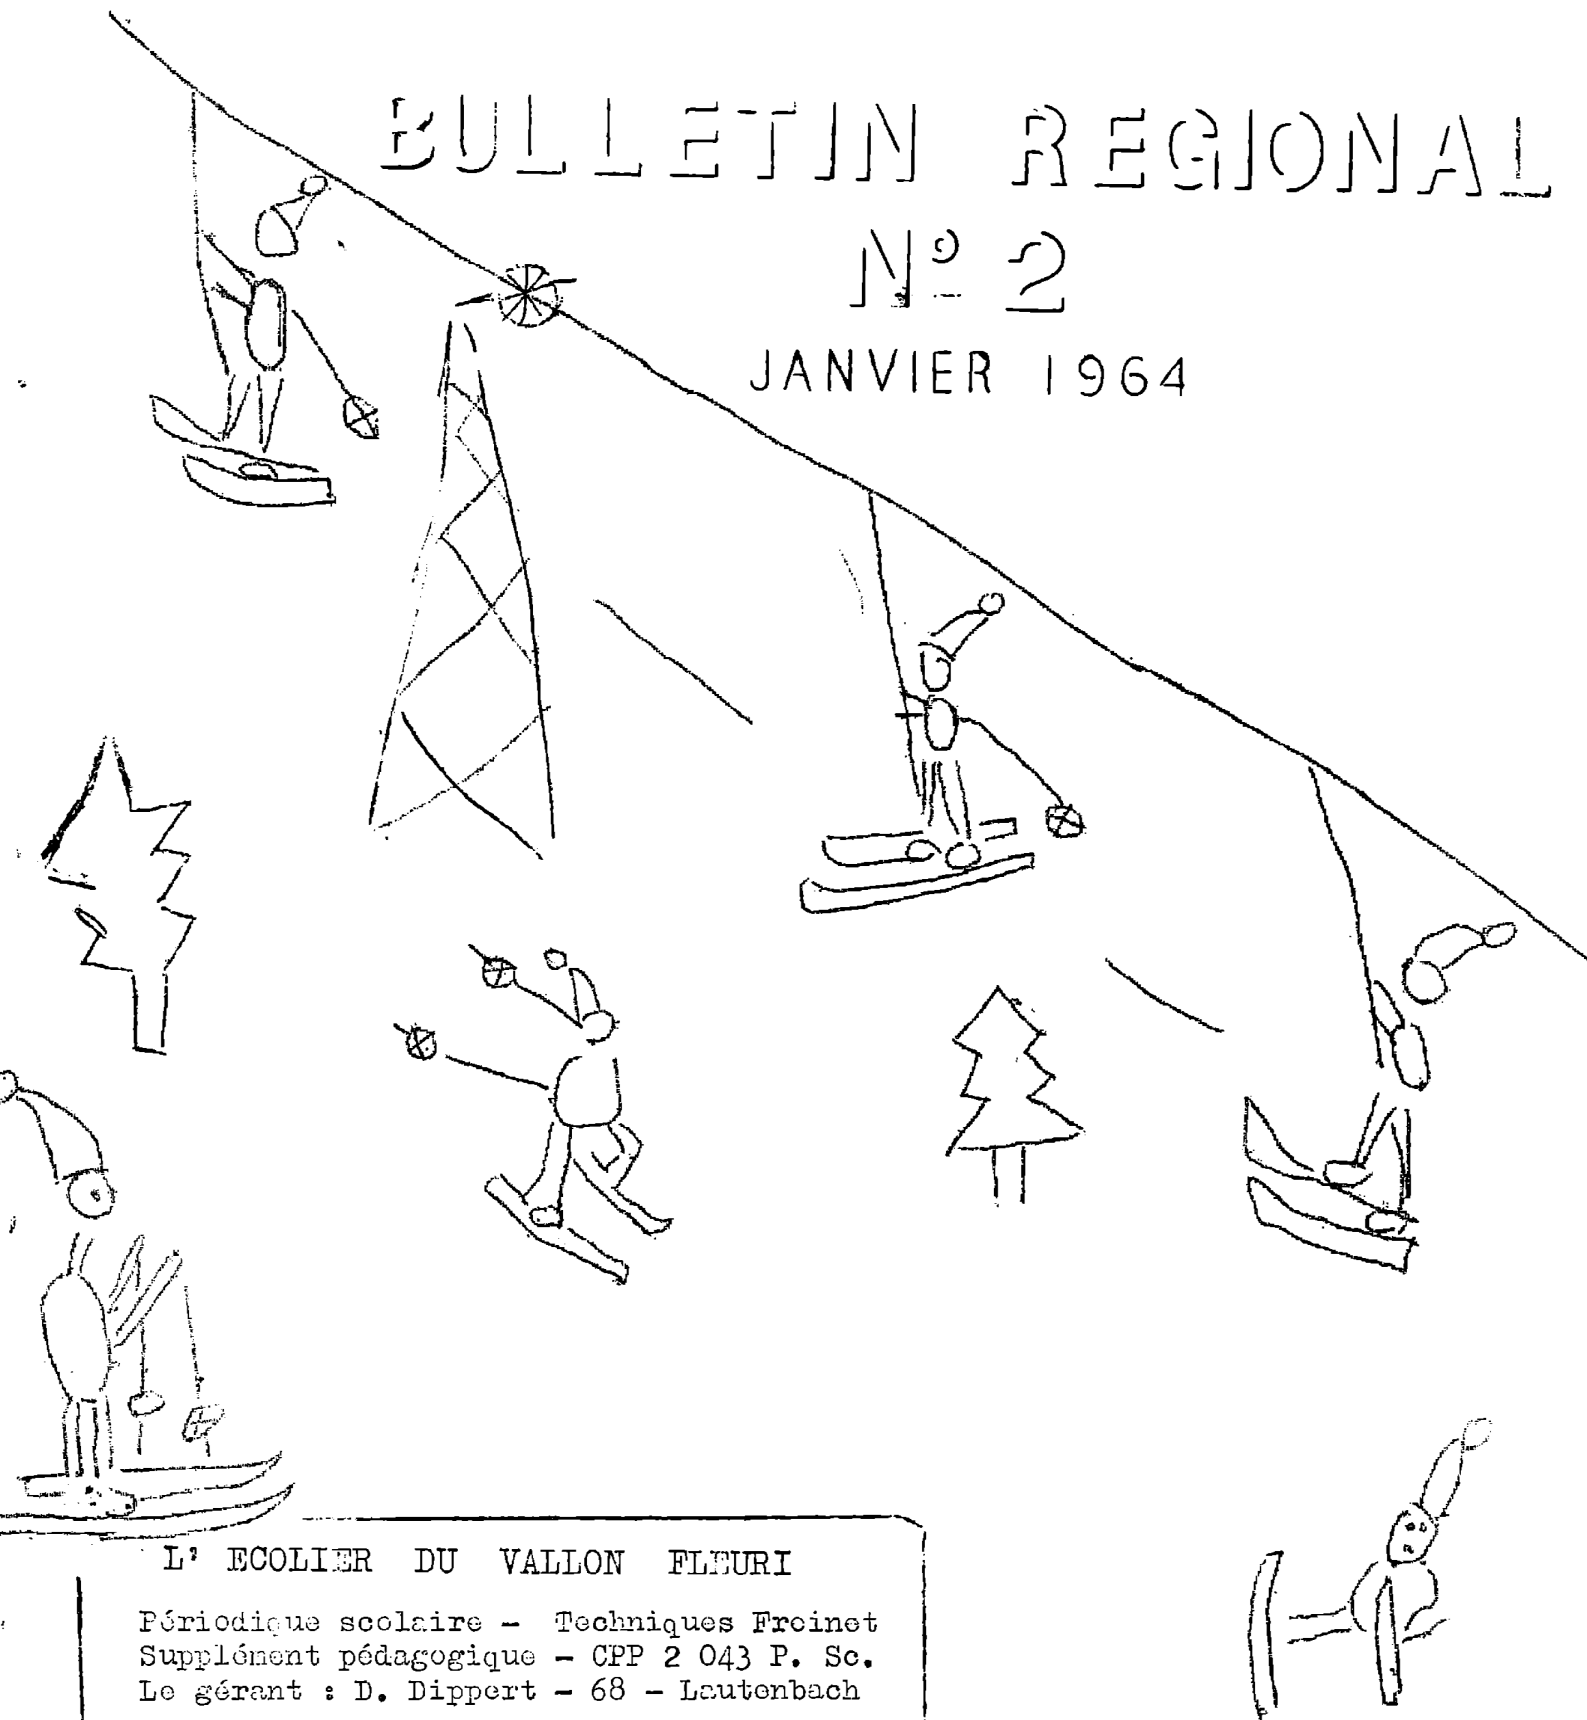 BULLETIN REGIONAL
Nº 2
JANVIER 1964
L' ECOLIER DU VALLON FLEURI
Périodique scolaire - Techniques Freinet
Supplément pédagogique - CPP 2 043 P. Sc.
Le gérant : D. Dippert - 68 - Lautenbach